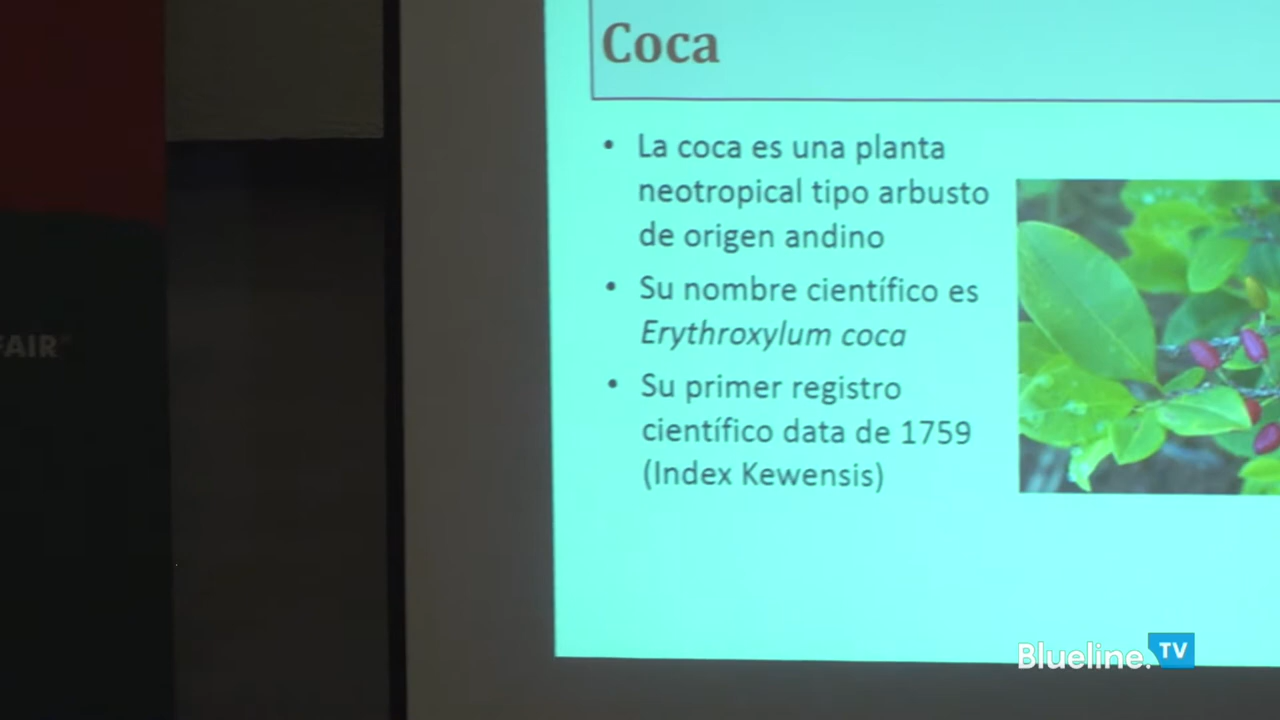 Coca
• La coca es una planta
neotropical tipo arbusto
de origen andino
• Su nombre científico es
Erythroxylum coca
• Su primer registro
científico data de 1759
(Index Kewensis)
FAIR
Blueline.TV